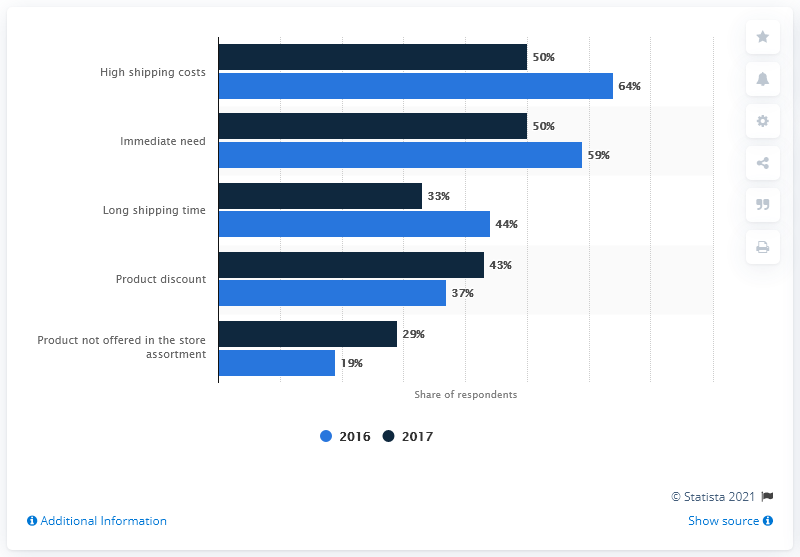 High shipping costs
50%
64%
Immediate need
50%
59%
Long shipping time
33%
44%
Product discount
43%
37%
Product not offered in the store
assortment
29%
19%
Share of respondents
2016 2017
© Statista 2021
Additional Information
Show source